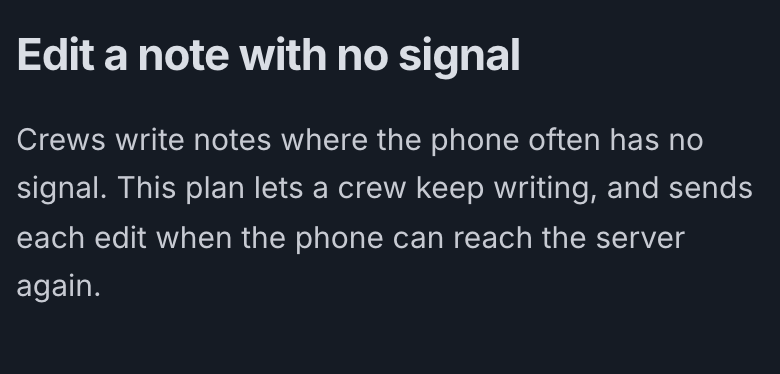 Edit a note with no signal
Crews write notes where the phone often has no
signal. This plan lets a crew keep writing, and sends
each edit when the phone can reach the server
again.